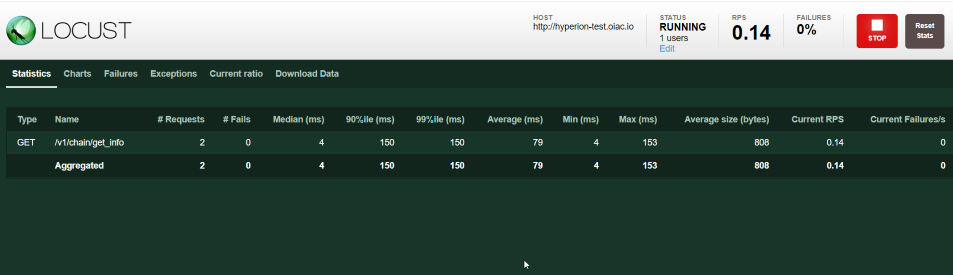 LOCUST
HOST
http://hyperion-test.oiac.io
STATUS
RUNNING
1 users
Edit
RPS
0.14
FAILURES
0%
STOP
Reset
Stats
Statistics Charts Failures Exceptions Current ratio Download Data
Type Name # Requests # Fails Median (ms) 90%ile (ms) 99%ile (ms) Average (ms) Min (ms) Max (ms) Average size (bytes) Current RPS Current Failures/s
GET /v1/chain/get_info 2 0 4 150 150 79 4 153 808 0.14 0
Aggregated 2 0 4 150 150 79 4 153 808 0.14 0